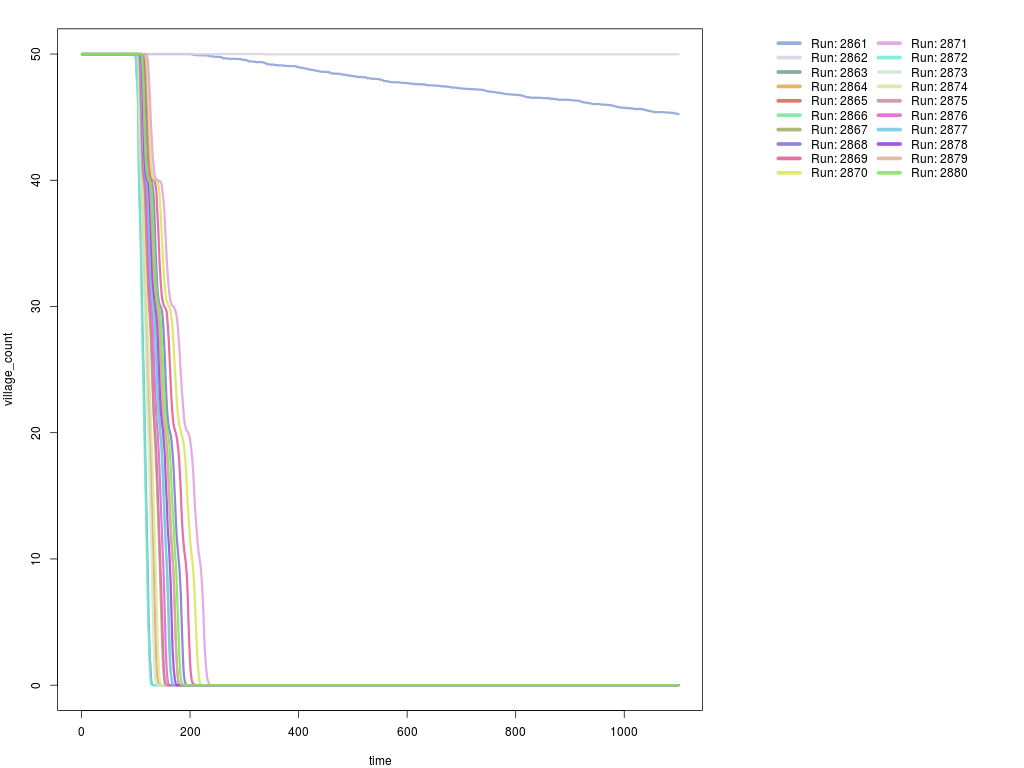 50
40
30
20
10
0
village_count
0 200 400 600 800 1000
time
Run: 2861 Run: 2871
Run: 2862 Run: 2872
Run: 2863 Run: 2873
Run: 2864 Run: 2874
Run: 2865 Run: 2875
Run: 2866 Run: 2876
Run: 2867 Run: 2877
Run: 2868 Run: 2878
Run: 2869 Run: 2879
Run: 2870 Run: 2880